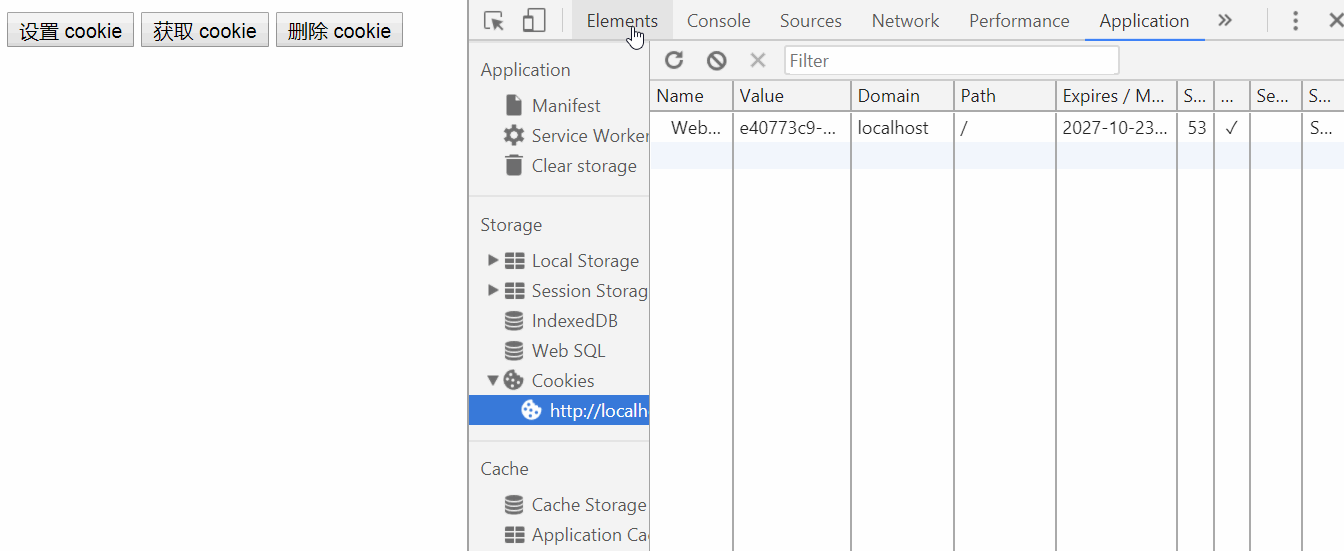 设置 cookie 获取 cookie 删除 cookie
Elements Console Sources Network Performance Application
Application
Manifest
Service Worker
Clear storage
Storage
Local Storage
Session Storag
IndexedDB
Web SQL
Cookies
http://localh
Cache
Cache Storage
Application Ca
Filter
Name Value Domain Path Expires / M... S... ... Se... S...
Web... e40773c9-... localhost / 2027-10-23... 53 ✓ S...